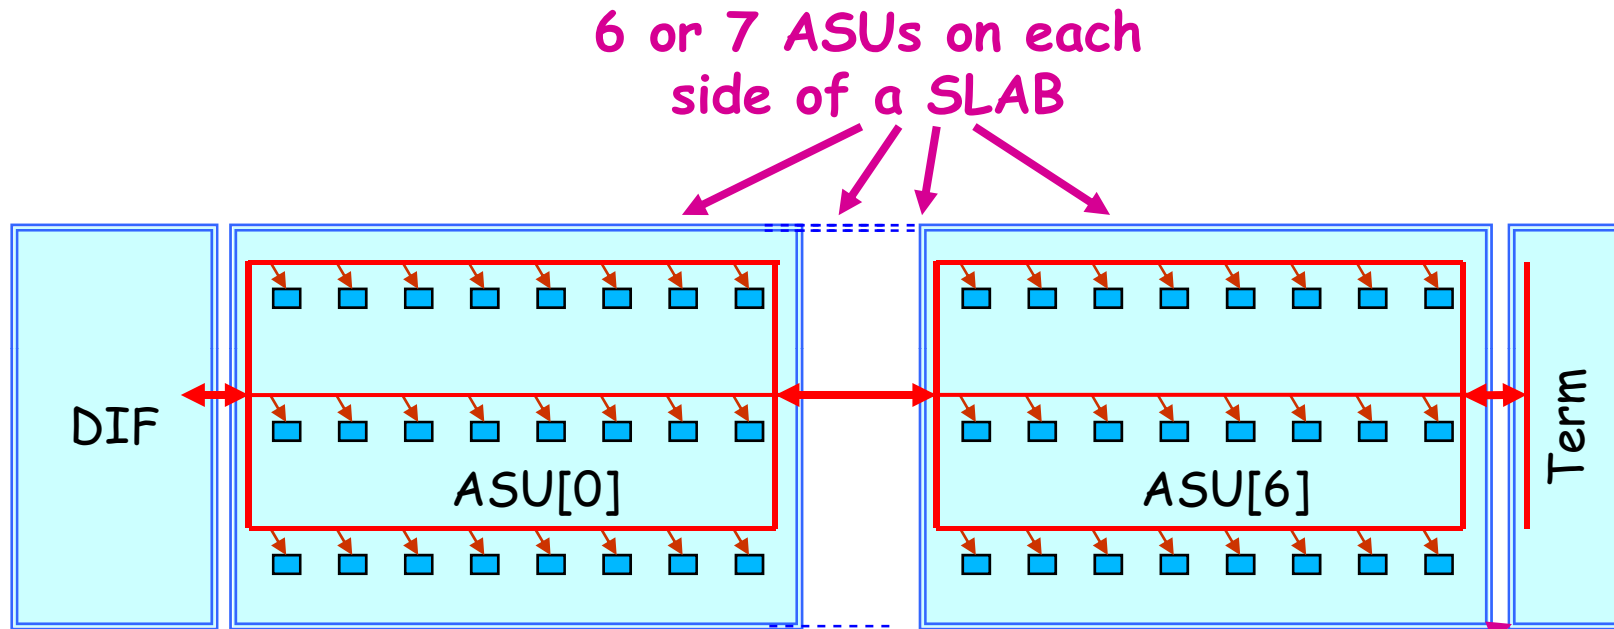 6 or 7 ASUs on each
side of a SLAB
DIF
ASU[0]
ASU[6]
Term